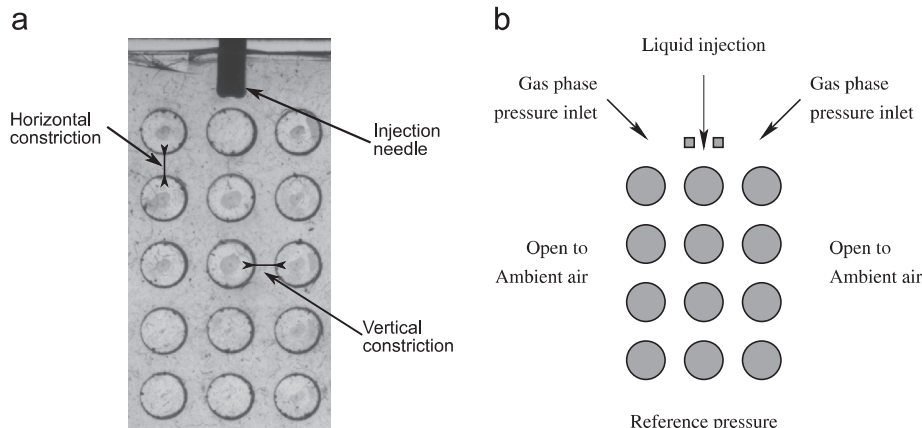 a
Horizontal
constriction
Injection
needle
Vertical
constriction
b
Liquid injection
Gas phase
pressure inlet
Gas phase
pressure inlet
Open to
Ambient air
Open to
Ambient air
Reference pressure